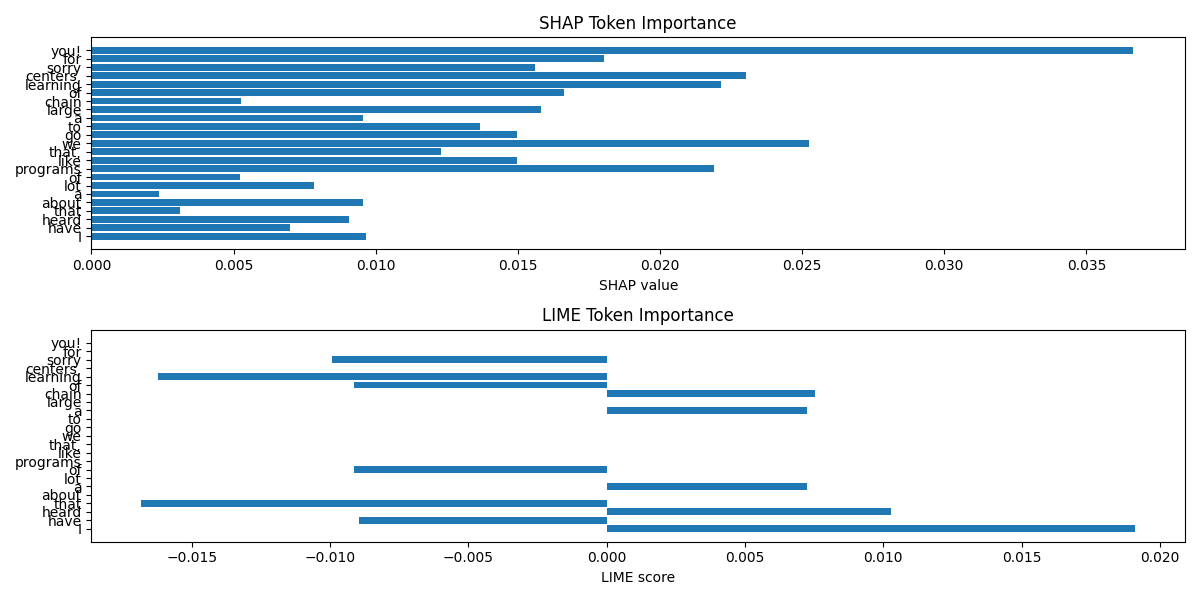 SHAP Token Importance
you!
for
sorry
centers,
learning
of
chain
large
a
to
go
we
that,
like
programs
of
lot
a
about
that
heard
have
I
0.000 0.005 0.010 0.015 0.020 0.025 0.030 0.035
SHAP value
LIME Token Importance
you!
for
sorry
centers,
learning
of
chain
large
a
to
go
we
that,
like
programs
of
lot
a
about
that
heard
have
I
−0.015 −0.010 −0.005 0.000 0.005 0.010 0.015 0.020
LIME score